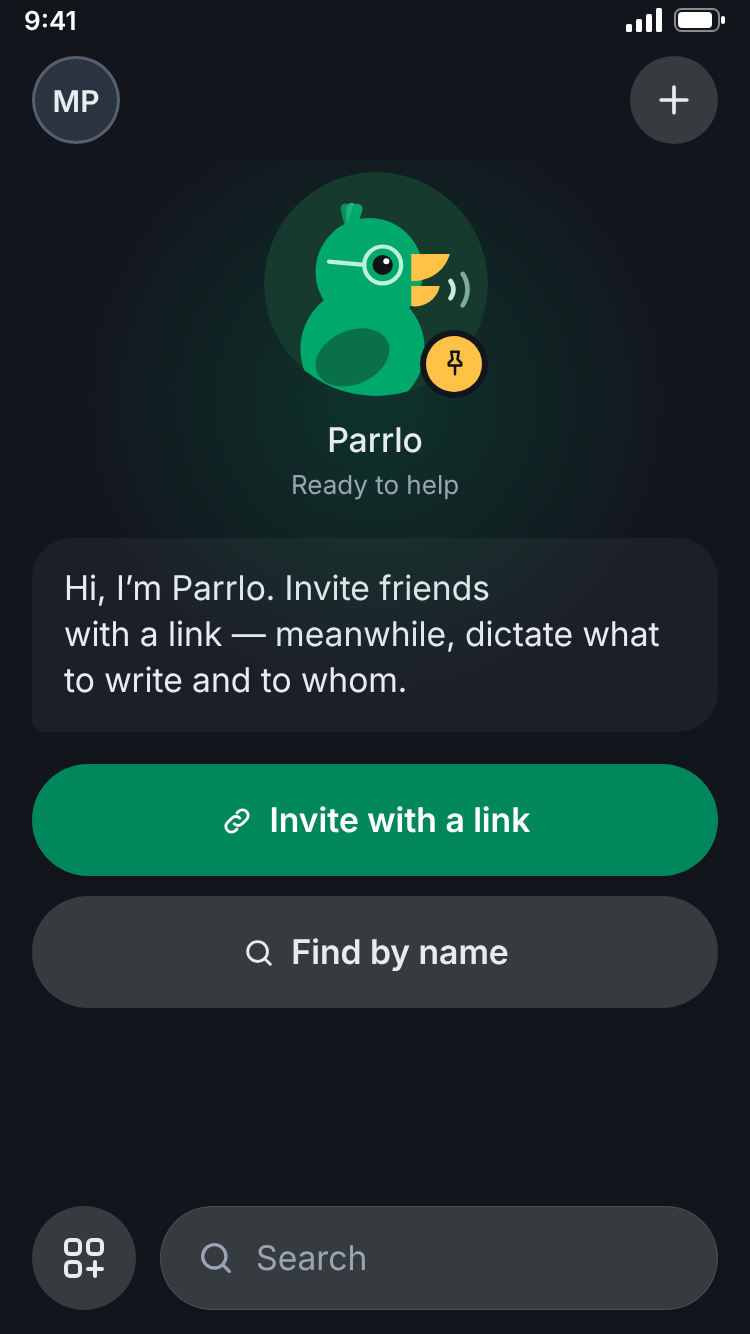 9:41
MP
Parrlo
Ready to help
Hi, I’m Parrlo. Invite friends
with a link — meanwhile, dictate what
to write and to whom.
Invite with a link
Find by name
Search